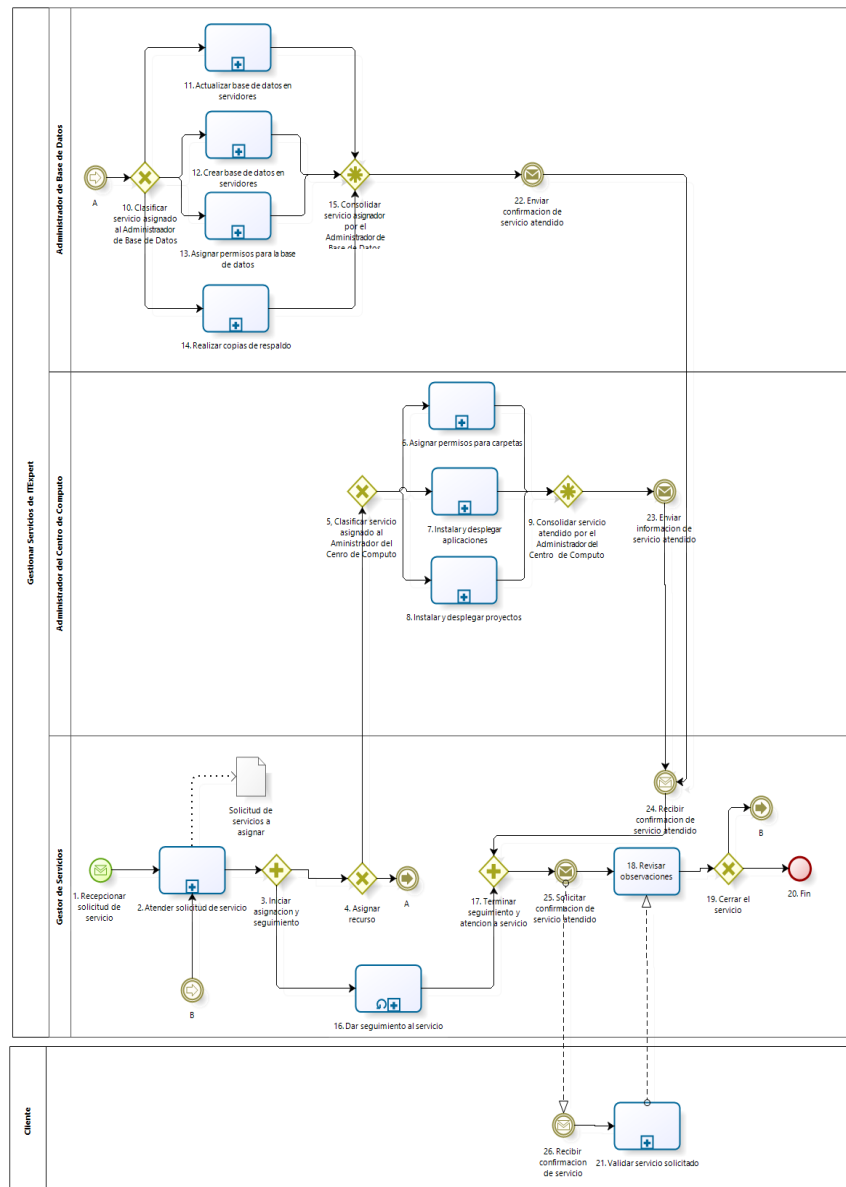 Gestionar Servicios de ITExpert
Administrador de Base de Datos
11. Actualizar base de datos en
servidores
12. Crear base de datos en
servidores
A
10. Clasificar
servicio asignado
al Administraador
de Base de Datos
13. Asignar permisos para la base
de datos
14. Realizar copias de respaldo
15. Consolidar
servicio asignador
por el
Administrador de
Base de Datos
22. Enviar
confirmacion de
servicio atendido
Administrador del Centro de Computo
5, Clasificar servicio
asignado al
Aministrador del
Cenro de Computo
6. Asignar permisos para carpetas
7. Instalar y desplegar
aplicaciones
8. Instalar y desplegar proyectos
9. Consolidar servicio
atendido por el
Administrador del
Centro de Computo
23. Enviar
informacion de
servicio atendido
Gestor de Servicios
Solicitud de
servicios a
asignar
1. Recepcionar
solicitud de
servicio
2. Atender solicitud de servicio
B
3. Iniciar
asignacion y
seguimiento
4. Asignar
recurso
A
16. Dar seguimiento al servicio
17. Terminar
seguimiento y
atencion a servicio
24. Recibir
confirmacion de
servicio atendido
25. Solicitar
confirmacion de
servicio atendido
18. Revisar
observaciones
19. Cerrar el
servicio
B
20. Fin
Cliente
26. Recibir
confirmacion
de servicio
21. Validar servicio solicitado